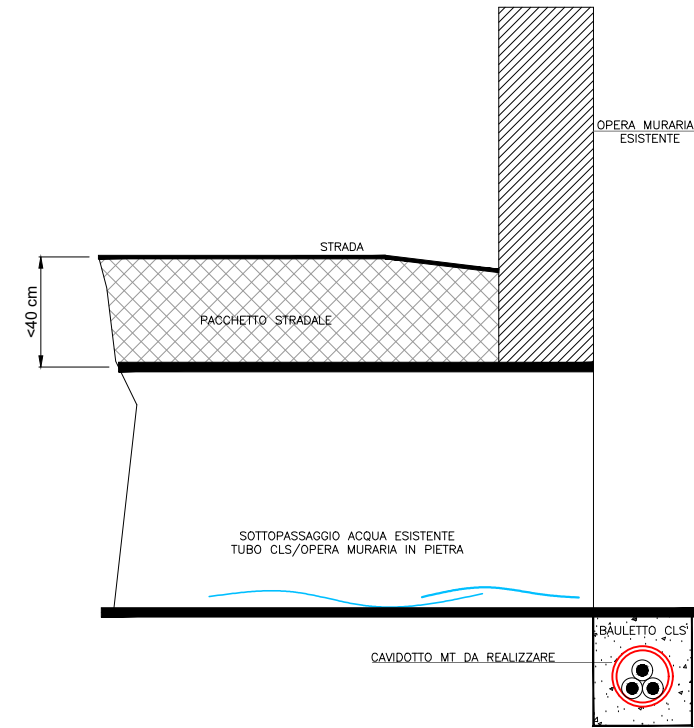 OPERA MURARIA
ESISTENTE
STRADA
<40 cm
PACCHETTO STRADALE
SOTTOPASSAGGIO ACQUA ESISTENTE
TUBO CLS/OPERA MURARIA IN PIETRA
BAULETTO CLS
CAVIDOTTO MT DA REALIZZARE